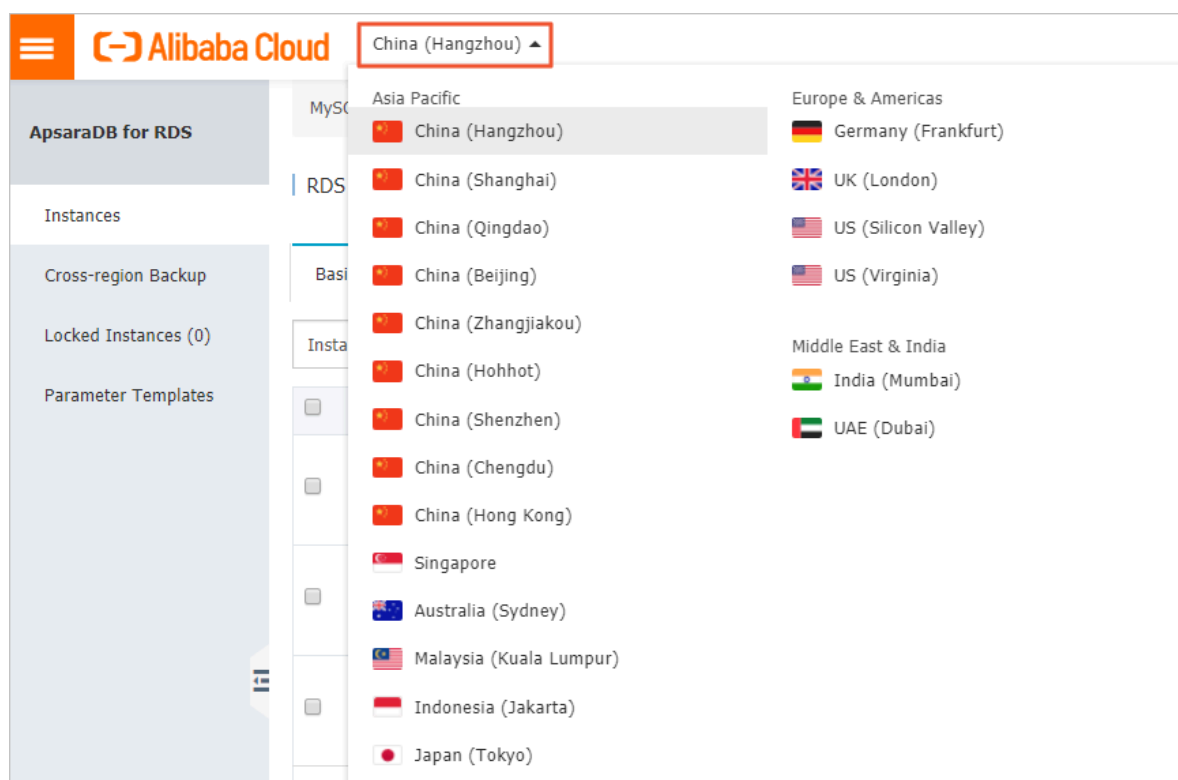 Alibaba Cloud
China (Hangzhou)
ApsaraDB for RDS
Instances
Cross-region Backup
Locked Instances (0)
Parameter Templates
RDS
Asia Pacific
China (Hangzhou)
China (Shanghai)
China (Qingdao)
China (Beijing)
China (Zhangjiakou)
China (Hohhot)
China (Shenzhen)
China (Chengdu)
China (Hong Kong)
Singapore
Australia (Sydney)
Malaysia (Kuala Lumpur)
Indonesia (Jakarta)
Japan (Tokyo)
Europe & Americas
Germany (Frankfurt)
UK (London)
US (Silicon Valley)
US (Virginia)
Middle East & India
India (Mumbai)
UAE (Dubai)